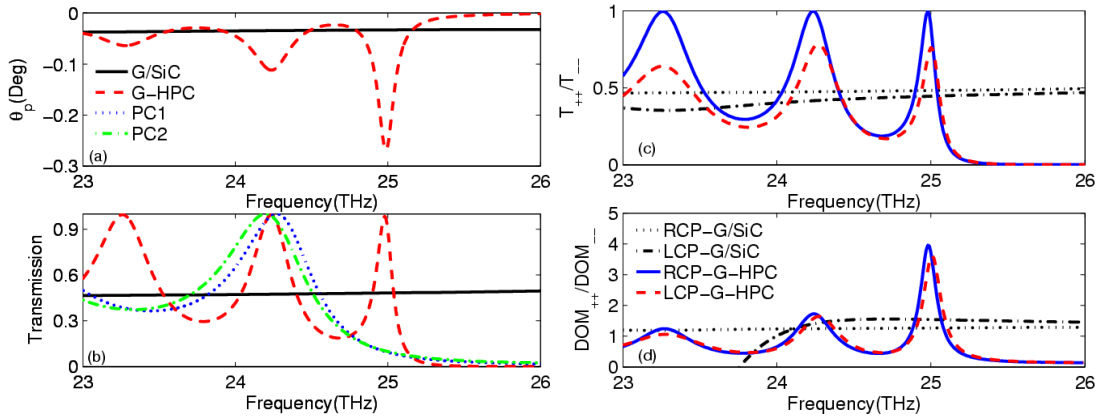 0
−0.1
−0.2
−0.3
θp(Deg)
G/SiC
G−HPC
PC1
PC2
(a)
23 24 25 26
Frequency(THz)
0.9
0.6
0.3
0
Transmission
(b)
23 24 25 26
Frequency(THz)
1
0.5
0
T++/T−−
(c)
23 24 25 26
Frequency(THz)
5
4
3
2
1
0
DOM++/DOM−−
RCP−G/SiC
LCP−G/SiC
RCP−G−HPC
LCP−G−HPC
(d)
23 24 25 26
Frequency(THz)